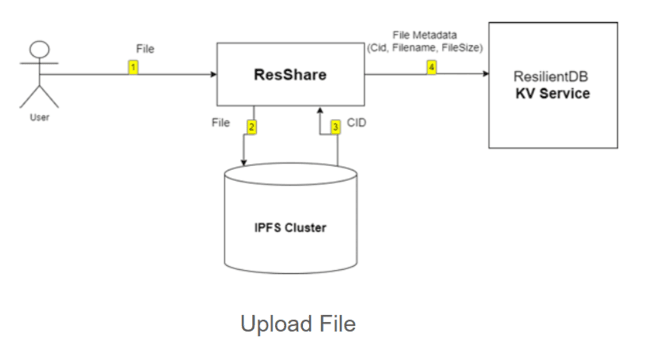 File
1
User
ResShare
File Metadata
(Cid, Filename, FileSize)
4
ResilientDB
KV Service
File
2
3
CID
IPFS Cluster
Upload File